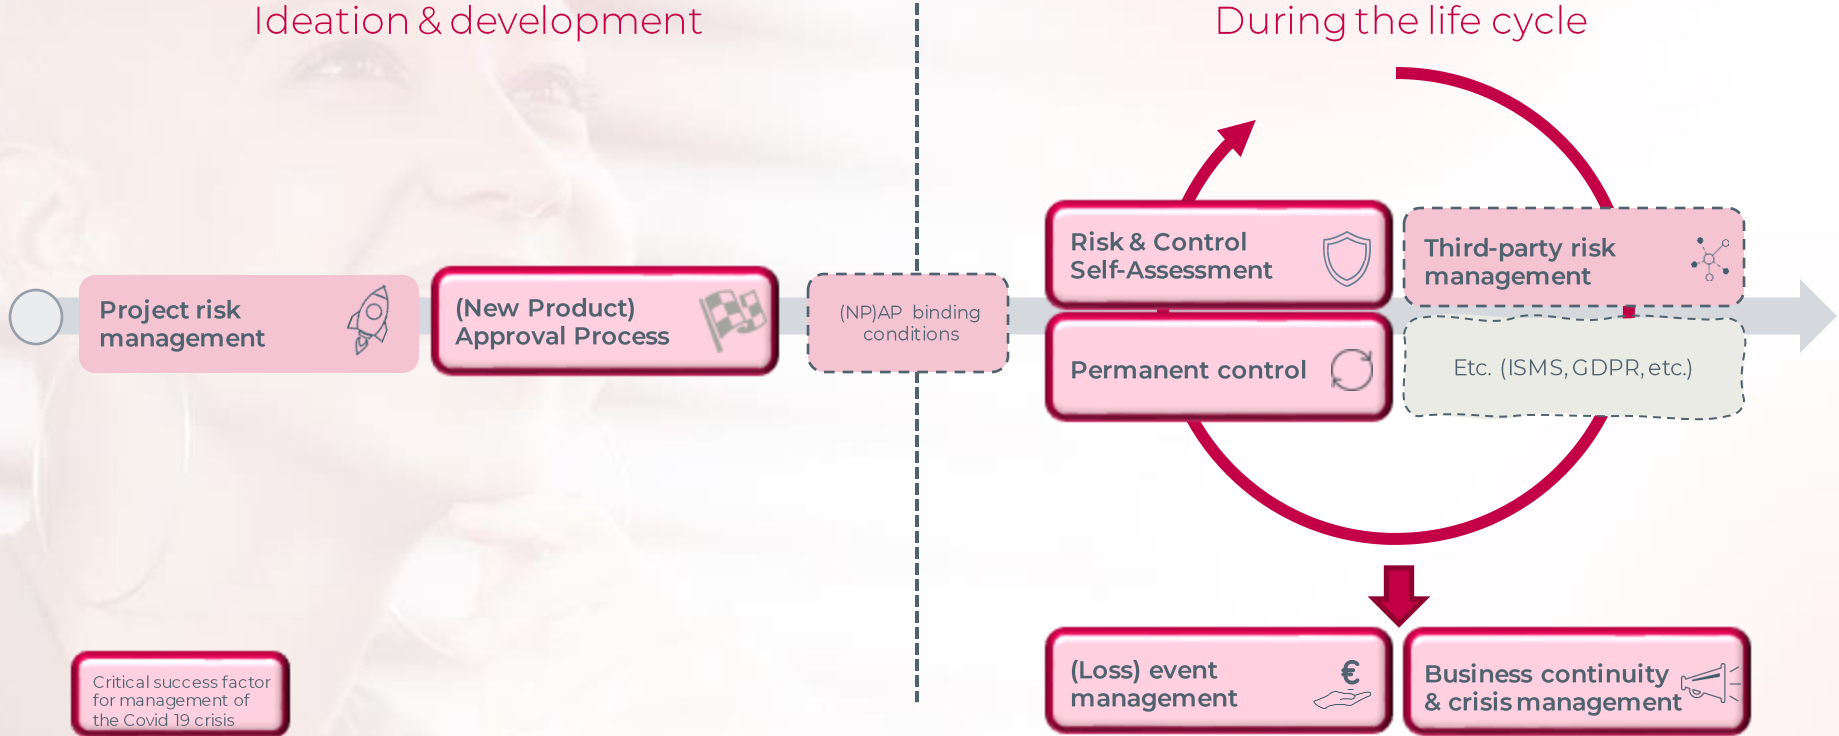 Ideation & development
During the life cycle
Project risk
management
(New Product)
Approval Process
(NP)AP binding
conditions
Risk & Control
Self-Assessment
Third-party risk
management
Permanent control
Etc. (ISMS, GDPR, etc.)
(Loss) event
management
€
Business continuity
& crisis management
Critical success factor
for management of
the Covid 19 crisis